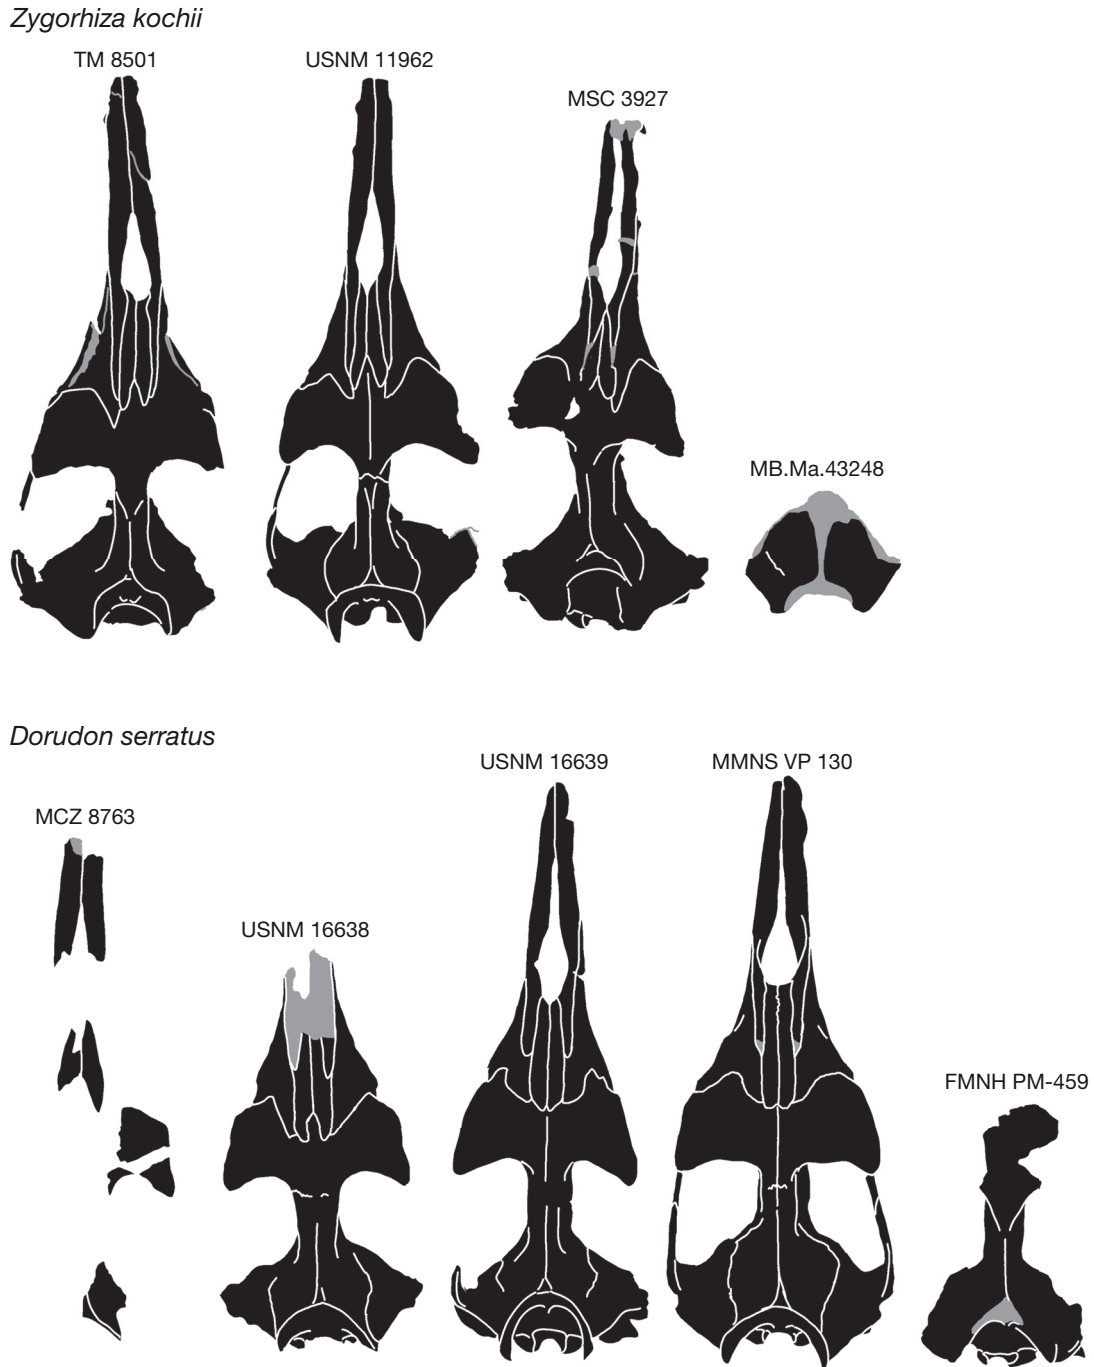 Zygorhiza kochii
TM 8501
USNM 11962
MSC 3927
MB.Ma.43248
Dorudon serratus
USNM 16639
MMNS VP 130
MCZ 8763
USNM 16638
FMNH PM-459